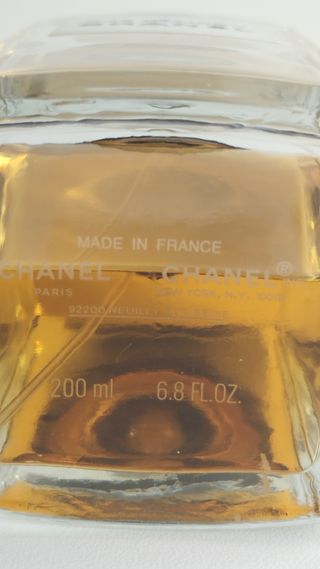 MADE IN FRANCE
CHANEL CHANEL®
PARIS NEW YORK, N.Y.
92200 NEUILLY
200 ml 6.8 FL.OZ.